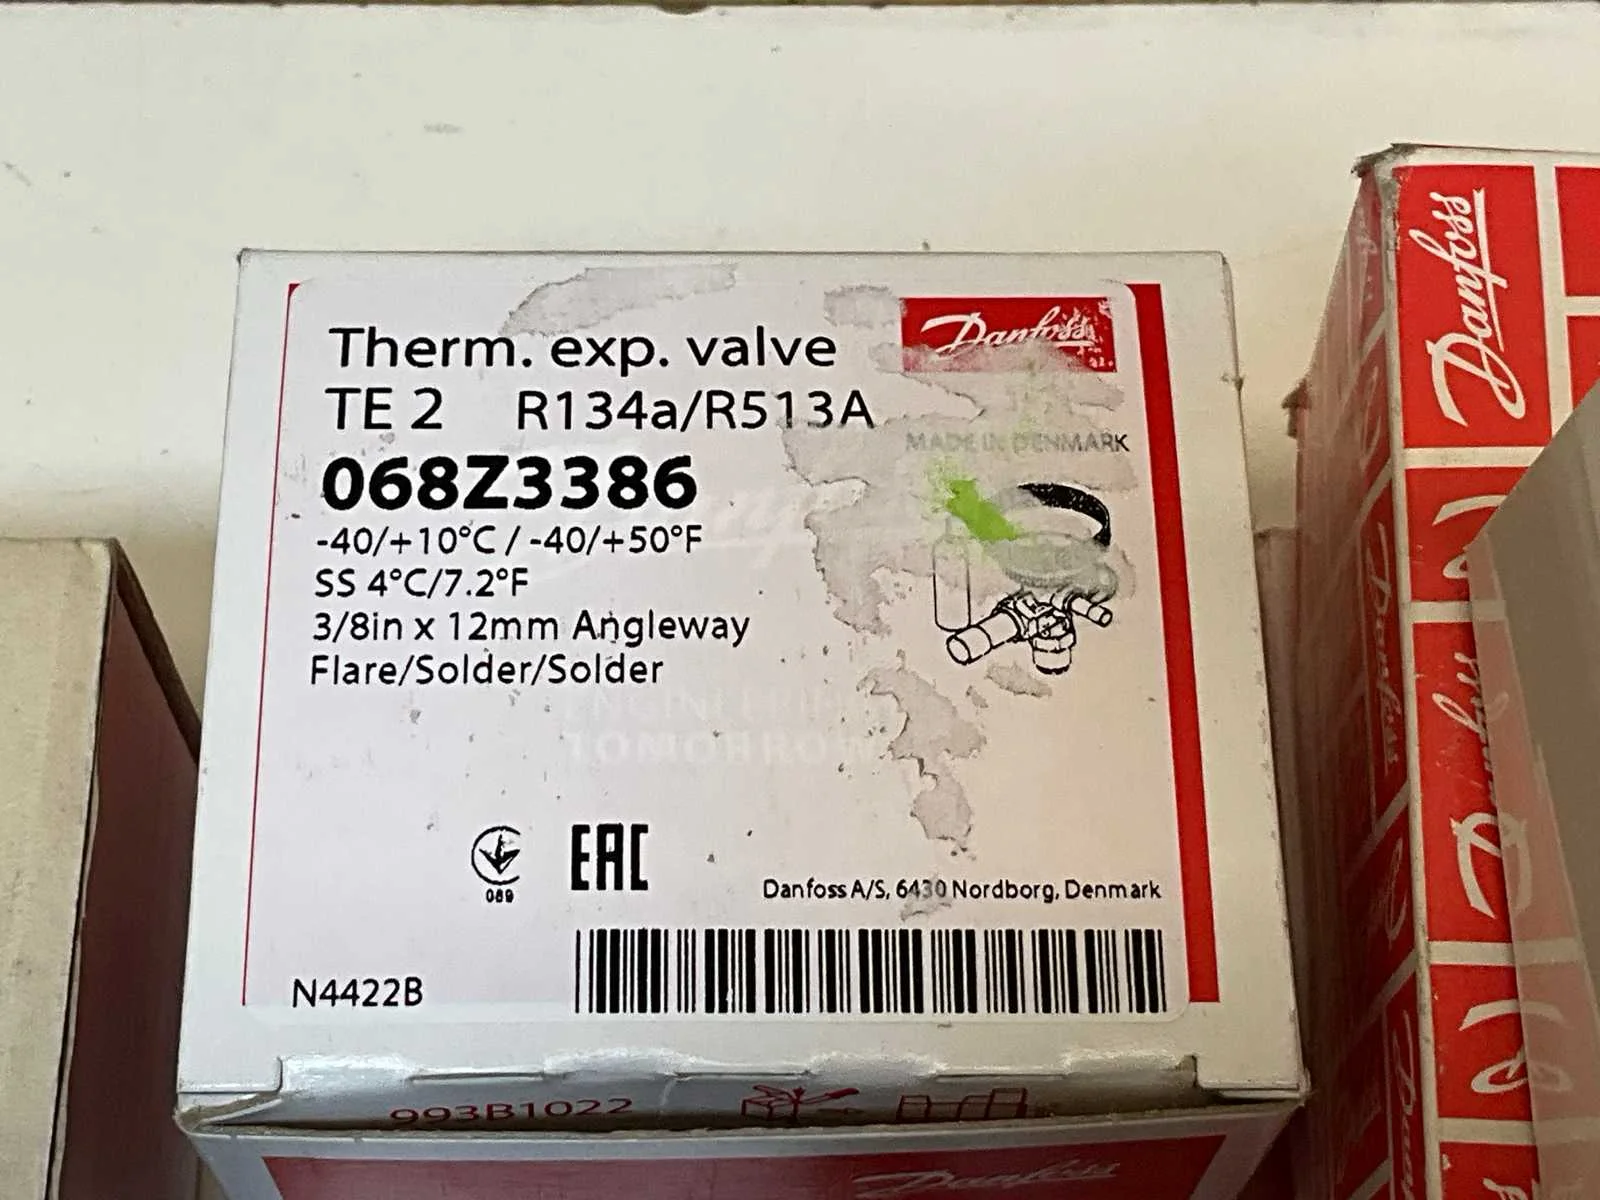 Therm. exp. valve
Danfoss
TE 2 R134a/R513A
MADE IN DENMARK
068Z3386
-40/+10°C / -40/+50°F
SS 4°C/7.2°F
3/8in x 12mm Angleway
Flare/Solder/Solder
ENGINEERING
TOMORROW
089
EAC
Danfoss A/S, 6430 Nordborg, Denmark
N4422B
993B1022
Danfoss
Danfoss
Danfoss